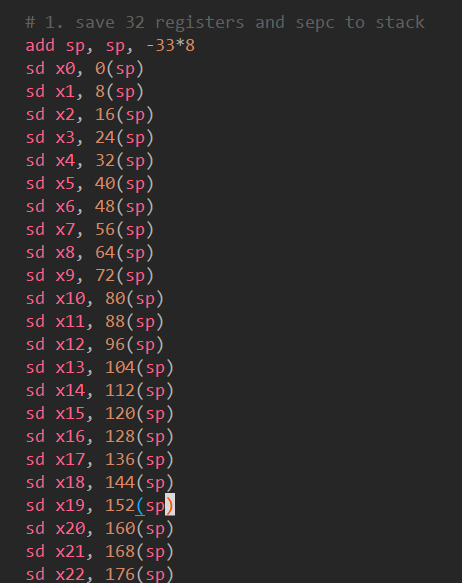 # 1. save 32 registers and sepc to stack
add sp, sp, -33*8
sd x0, 0(sp)
sd x1, 8(sp)
sd x2, 16(sp)
sd x3, 24(sp)
sd x4, 32(sp)
sd x5, 40(sp)
sd x6, 48(sp)
sd x7, 56(sp)
sd x8, 64(sp)
sd x9, 72(sp)
sd x10, 80(sp)
sd x11, 88(sp)
sd x12, 96(sp)
sd x13, 104(sp)
sd x14, 112(sp)
sd x15, 120(sp)
sd x16, 128(sp)
sd x17, 136(sp)
sd x18, 144(sp)
sd x19, 152(sp)
sd x20, 160(sp)
sd x21, 168(sp)
sd x22, 176(sp)